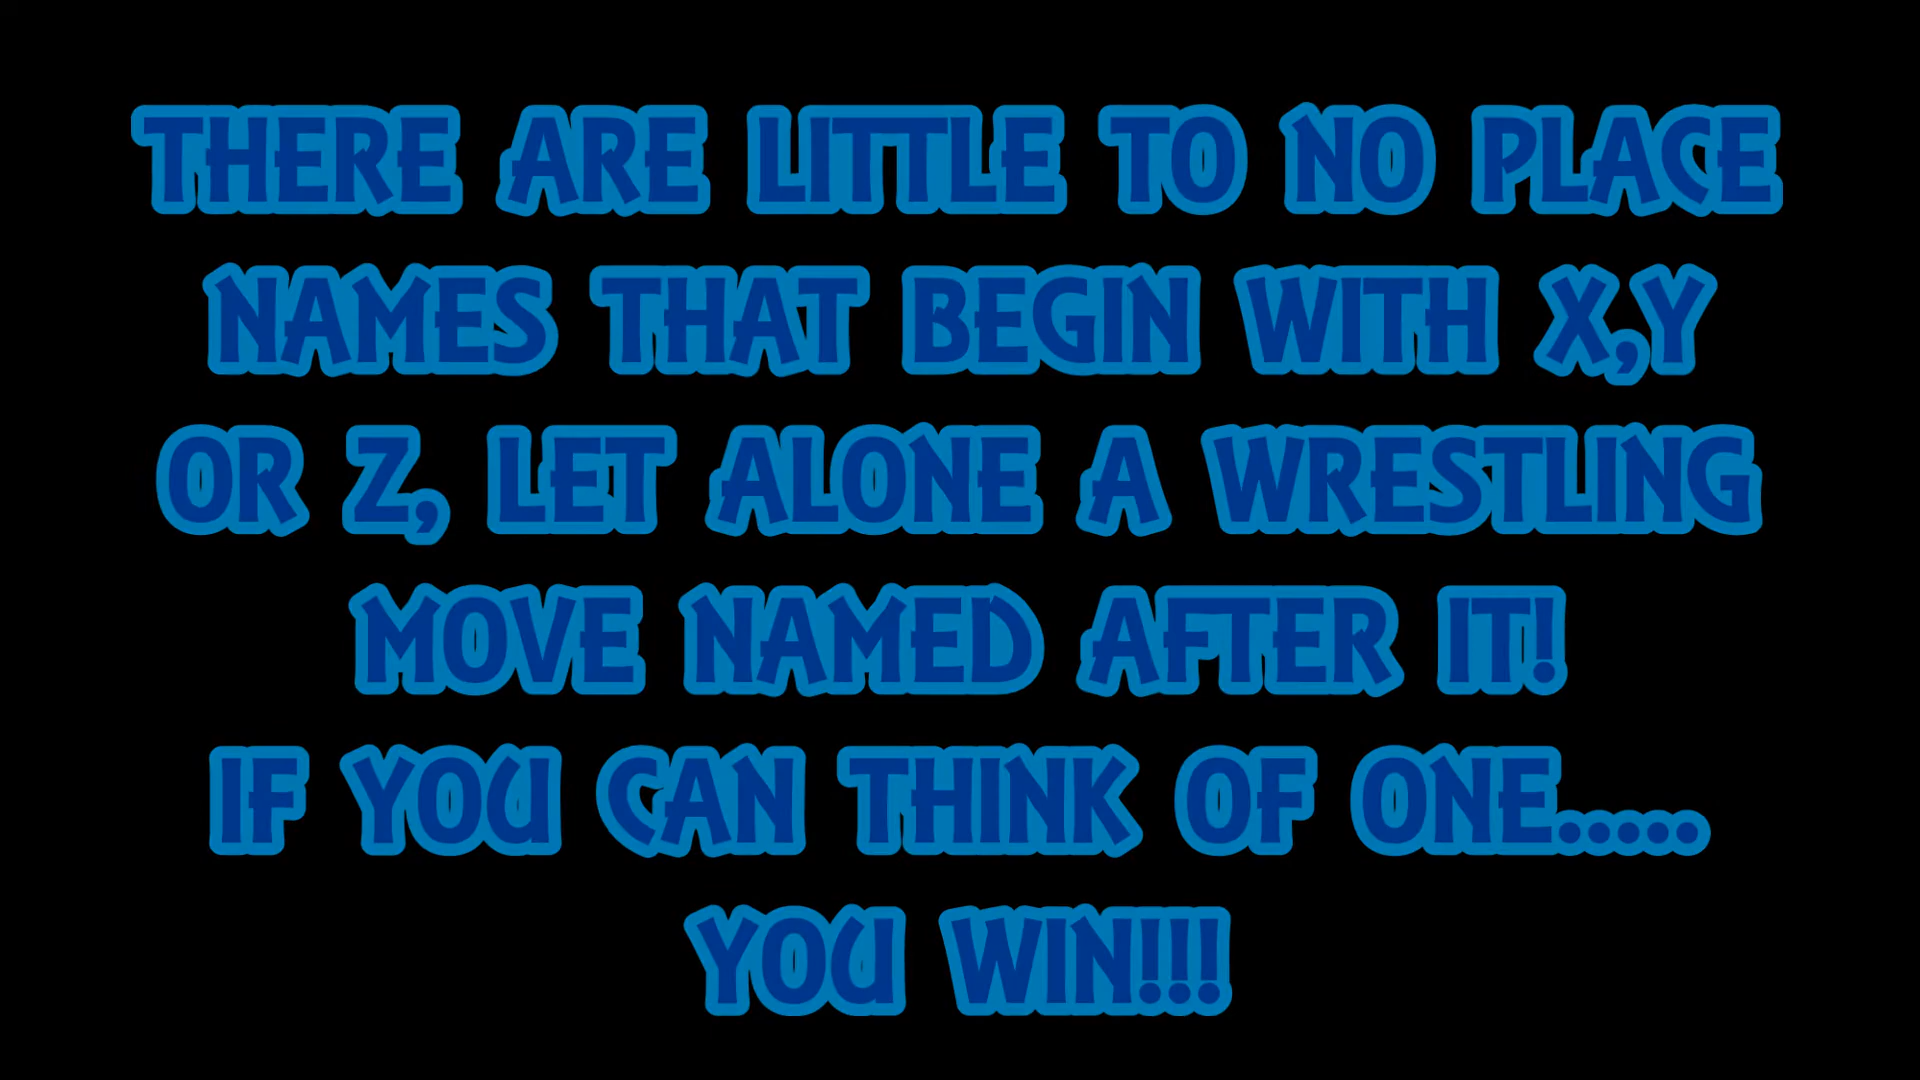 THERE ARE LITTLE TO NO PLACE
NAMES THAT BEGIN WITH X,Y
OR Z, LET ALONE A WRESTLING
MOVE NAMED AFTER IT!
IF YOU CAN THINK OF ONE.....
YOU WIN!!!